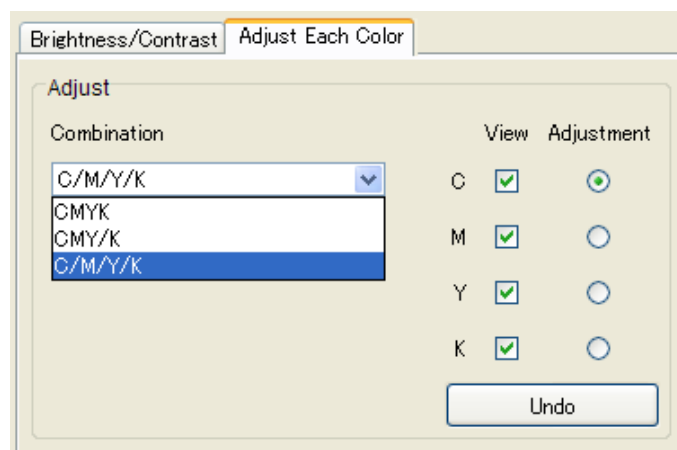 Brightness/Contrast Adjust Each Color
Adjust
Combination View Adjustment
C/M/Y/K C
CMYK
CMY/K M
C/M/Y/K
Y
K
Undo